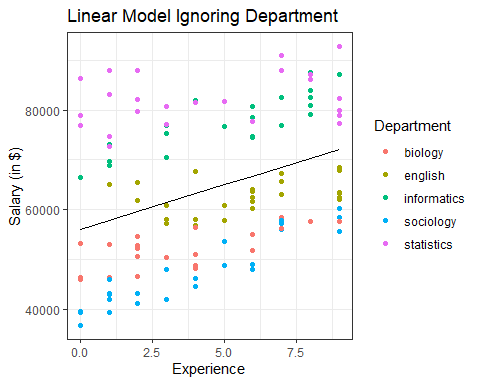 Linear Model Ignoring Department
Salary (in $)
80000
60000
40000
0.0 2.5 5.0 7.5
Experience
Department
biology
english
informatics
sociology
statistics